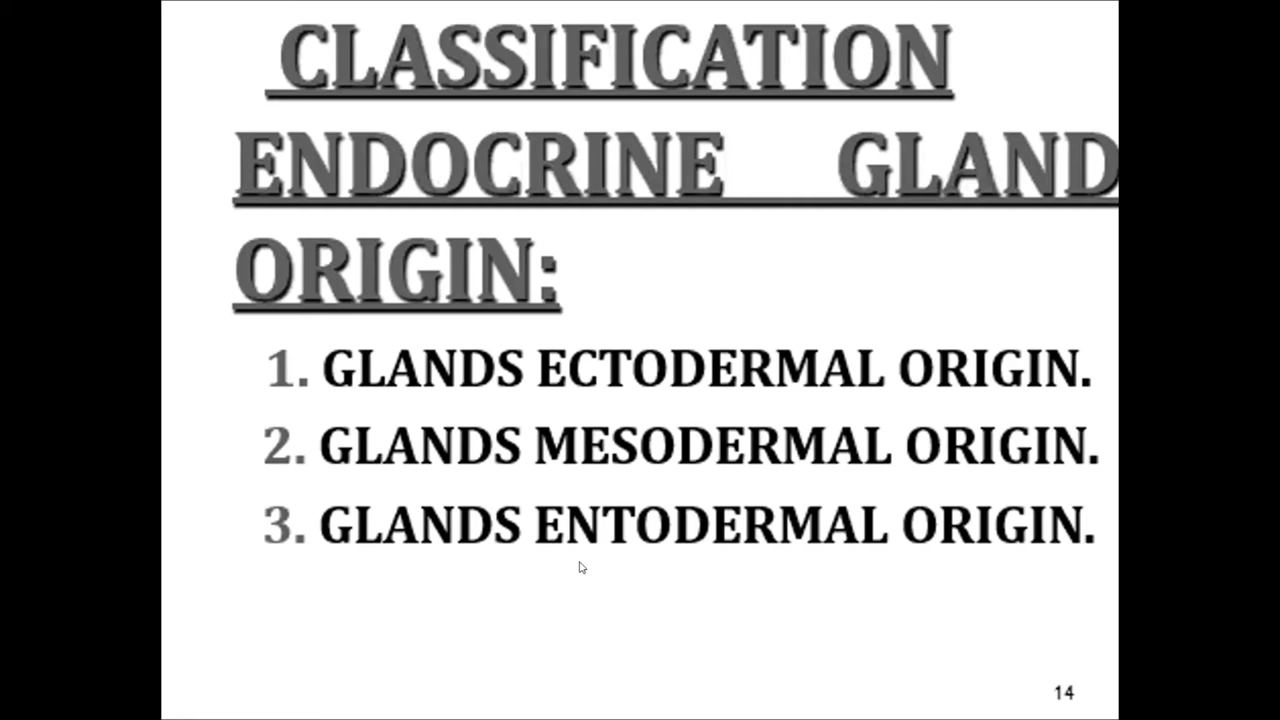 CLASSIFICATION
ENDOCRINE GLAND
ORIGIN:
1. GLANDS ECTODERMAL ORIGIN.
2. GLANDS MESODERMAL ORIGIN.
3. GLANDS ENTODERMAL ORIGIN.
14